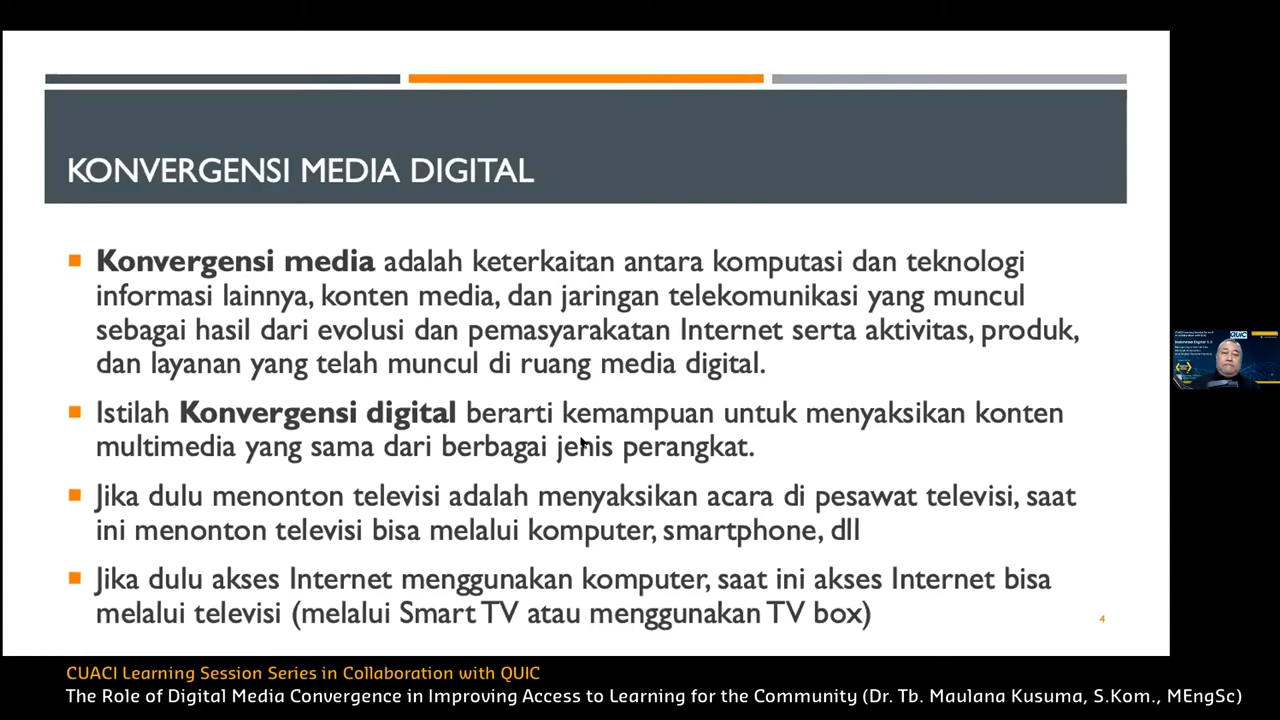 KONVERGENSI MEDIA DIGITAL
Konvergensi media adalah keterkaitan antara komputasi dan teknologi
informasi lainnya, konten media, dan jaringan telekomunikasi yang muncul
sebagai hasil dari evolusi dan pemasyarakatan Internet serta aktivitas, produk,
dan layanan yang telah muncul di ruang media digital.
Istilah Konvergensi digital berarti kemampuan untuk menyaksikan konten
multimedia yang sama dari berbagai jenis perangkat.
Jika dulu menonton televisi adalah menyaksikan acara di pesawat televisi, saat
ini menonton televisi bisa melalui komputer, smartphone, dll
Jika dulu akses Internet menggunakan komputer, saat ini akses Internet bisa
melalui televisi (melalui Smart TV atau menggunakan TV box)
4
QUIC
CUACI Learning Session Series in Collaboration with QUIC
The Role of Digital Media Convergence in Improving Access to Learning for the Community (Dr. Tb. Maulana Kusuma, S.Kom., MEngSc)